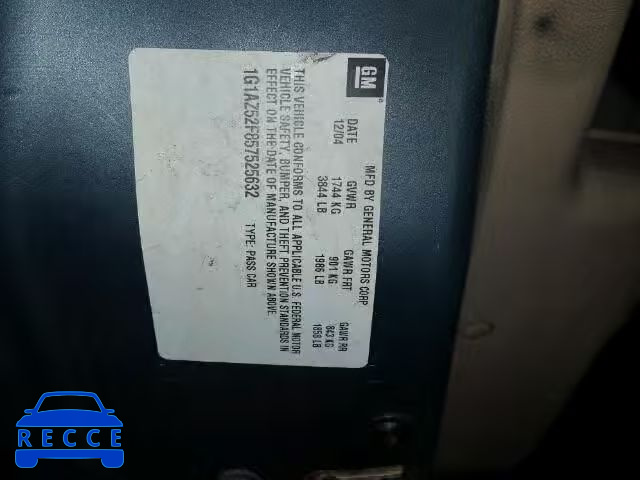 GM
MFD BY GENERAL MOTORS CORP
DATE GVWR GAWR FRT GAWR RR
12/04 1744 KG 901 KG 843 KG
3844 LB 1986 LB 1858 LB
THIS VEHICLE CONFORMS TO ALL APPLICABLE U.S. FEDERAL MOTOR
VEHICLE SAFETY, BUMPER, AND THEFT PREVENTION STANDARDS IN
EFFECT ON THE DATE OF MANUFACTURE SHOWN ABOVE.
1G1AZ52F857525632 TYPE: PASS CAR
RECCE